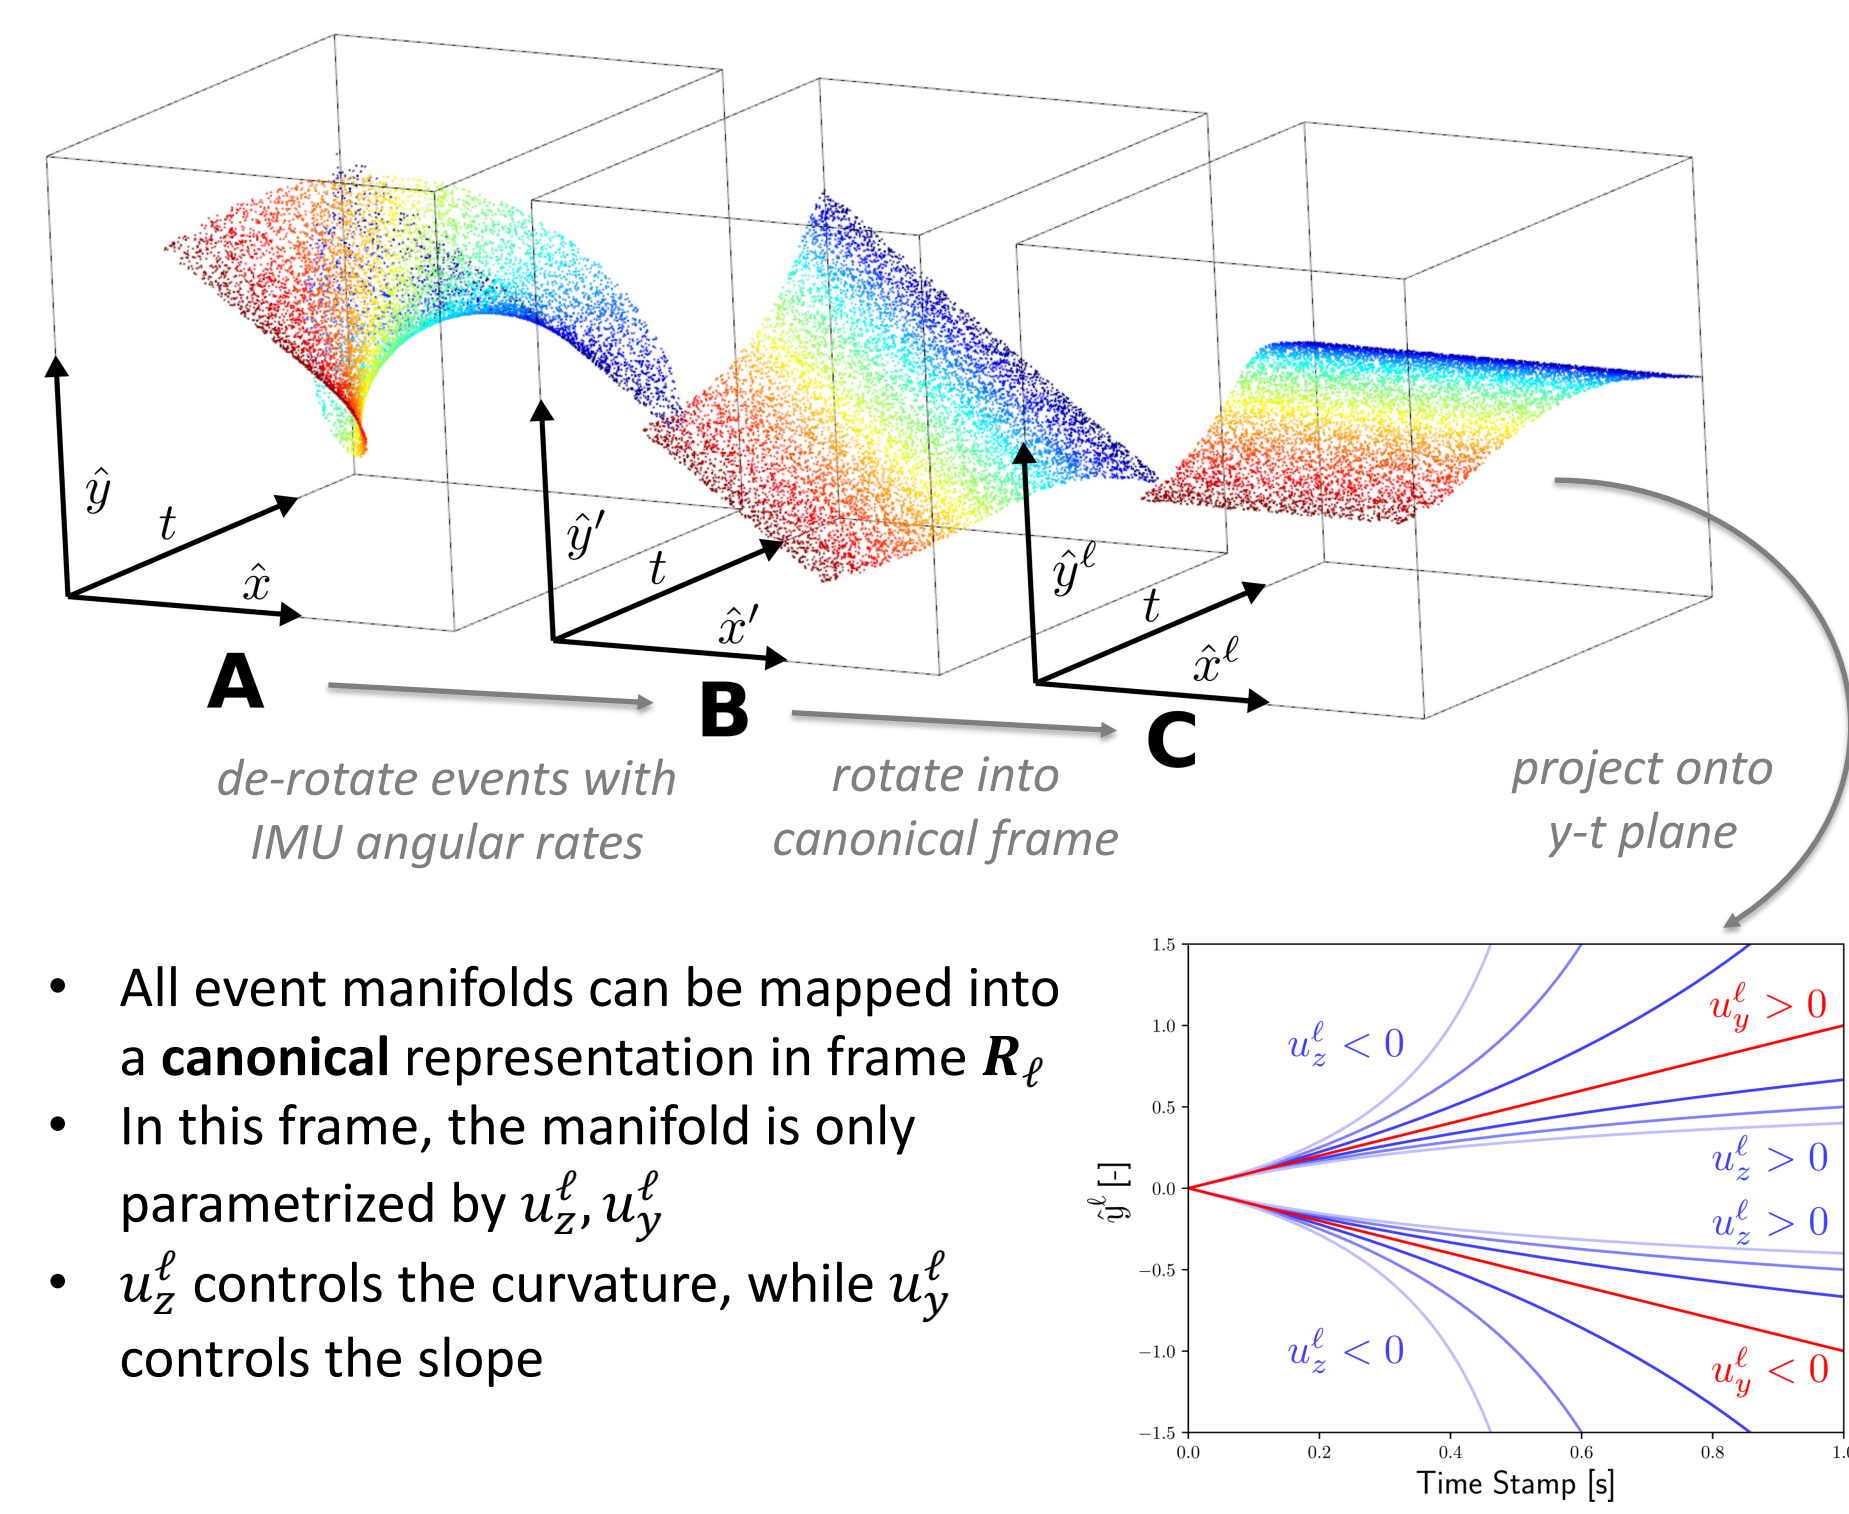 ŷ
t
x̂
ŷ′
t
x̂′
ŷ^ℓ
t
x̂^ℓ
A
B
C
de-rotate events with
IMU angular rates
rotate into
canonical frame
project onto
y-t plane
• All event manifolds can be mapped into
a canonical representation in frame R_ℓ
• In this frame, the manifold is only
parametrized by u_z^ℓ, u_y^ℓ
• u_z^ℓ controls the curvature, while u_y^ℓ
controls the slope
1.5
1.0
0.5
0.0
−0.5
−1.0
−1.5
ŷ^ℓ [-]
u_z^ℓ < 0
u_y^ℓ > 0
u_z^ℓ > 0
u_z^ℓ > 0
u_z^ℓ < 0
u_y^ℓ < 0
0.0 0.2 0.4 0.6 0.8 1.0
Time Stamp [s]